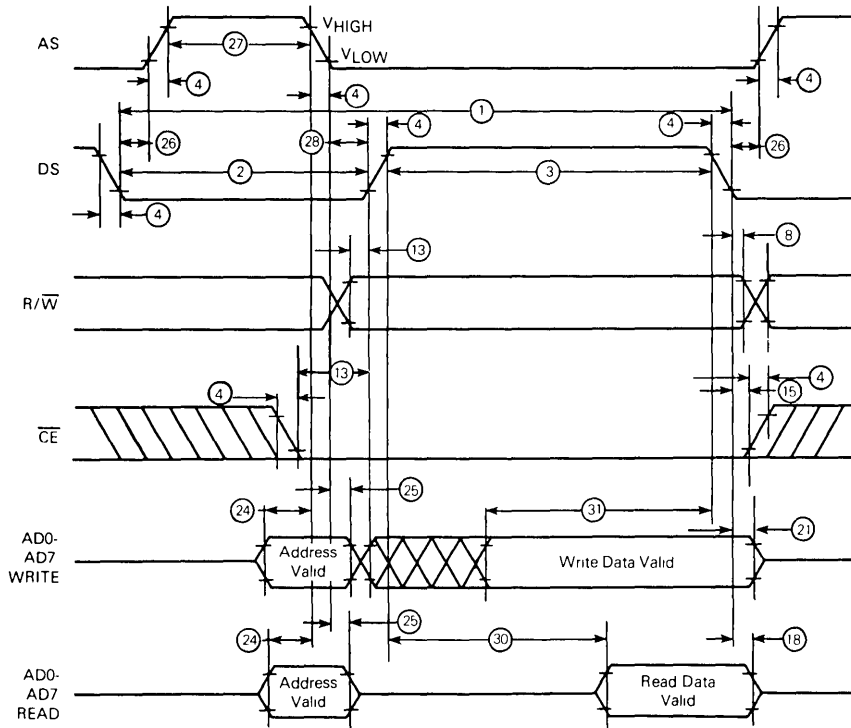 AS
VHIGH
VLOW
27
4
4
4
1
4
4
26
28
26
DS
2
3
4
8
13
R/W̅
13
4
4
15
C̅E̅
25
24
31
21
AD0-
AD7
WRITE
Address
Valid
Write Data Valid
25
24
30
18
AD0-
AD7
READ
Address
Valid
Read Data
Valid